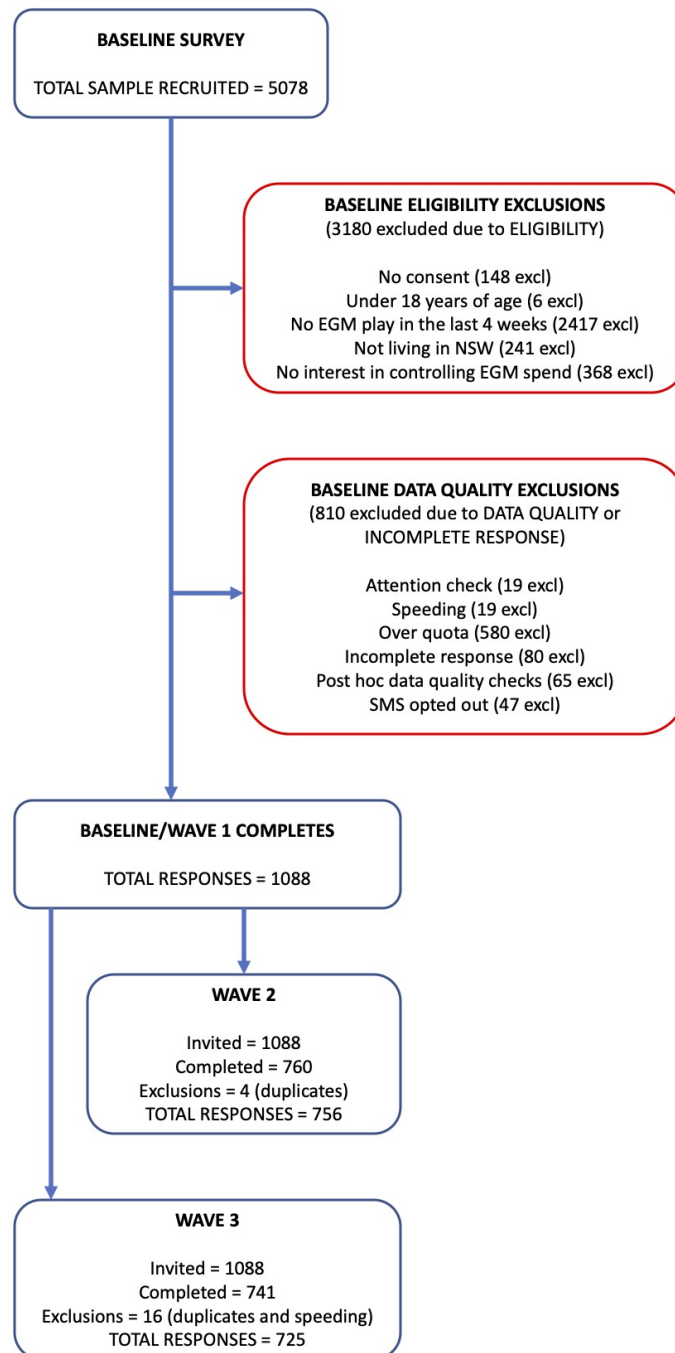 BASELINE SURVEY
TOTAL SAMPLE RECRUITED = 5078
BASELINE ELIGIBILITY EXCLUSIONS
(3180 excluded due to ELIGIBILITY)
No consent (148 excl)
Under 18 years of age (6 excl)
No EGM play in the last 4 weeks (2417 excl)
Not living in NSW (241 excl)
No interest in controlling EGM spend (368 excl)
BASELINE DATA QUALITY EXCLUSIONS
(810 excluded due to DATA QUALITY or
INCOMPLETE RESPONSE)
Attention check (19 excl)
Speeding (19 excl)
Over quota (580 excl)
Incomplete response (80 excl)
Post hoc data quality checks (65 excl)
SMS opted out (47 excl)
BASELINE/WAVE 1 COMPLETES
TOTAL RESPONSES = 1088
WAVE 2
Invited = 1088
Completed = 760
Exclusions = 4 (duplicates)
TOTAL RESPONSES = 756
WAVE 3
Invited = 1088
Completed = 741
Exclusions = 16 (duplicates and speeding)
TOTAL RESPONSES = 725